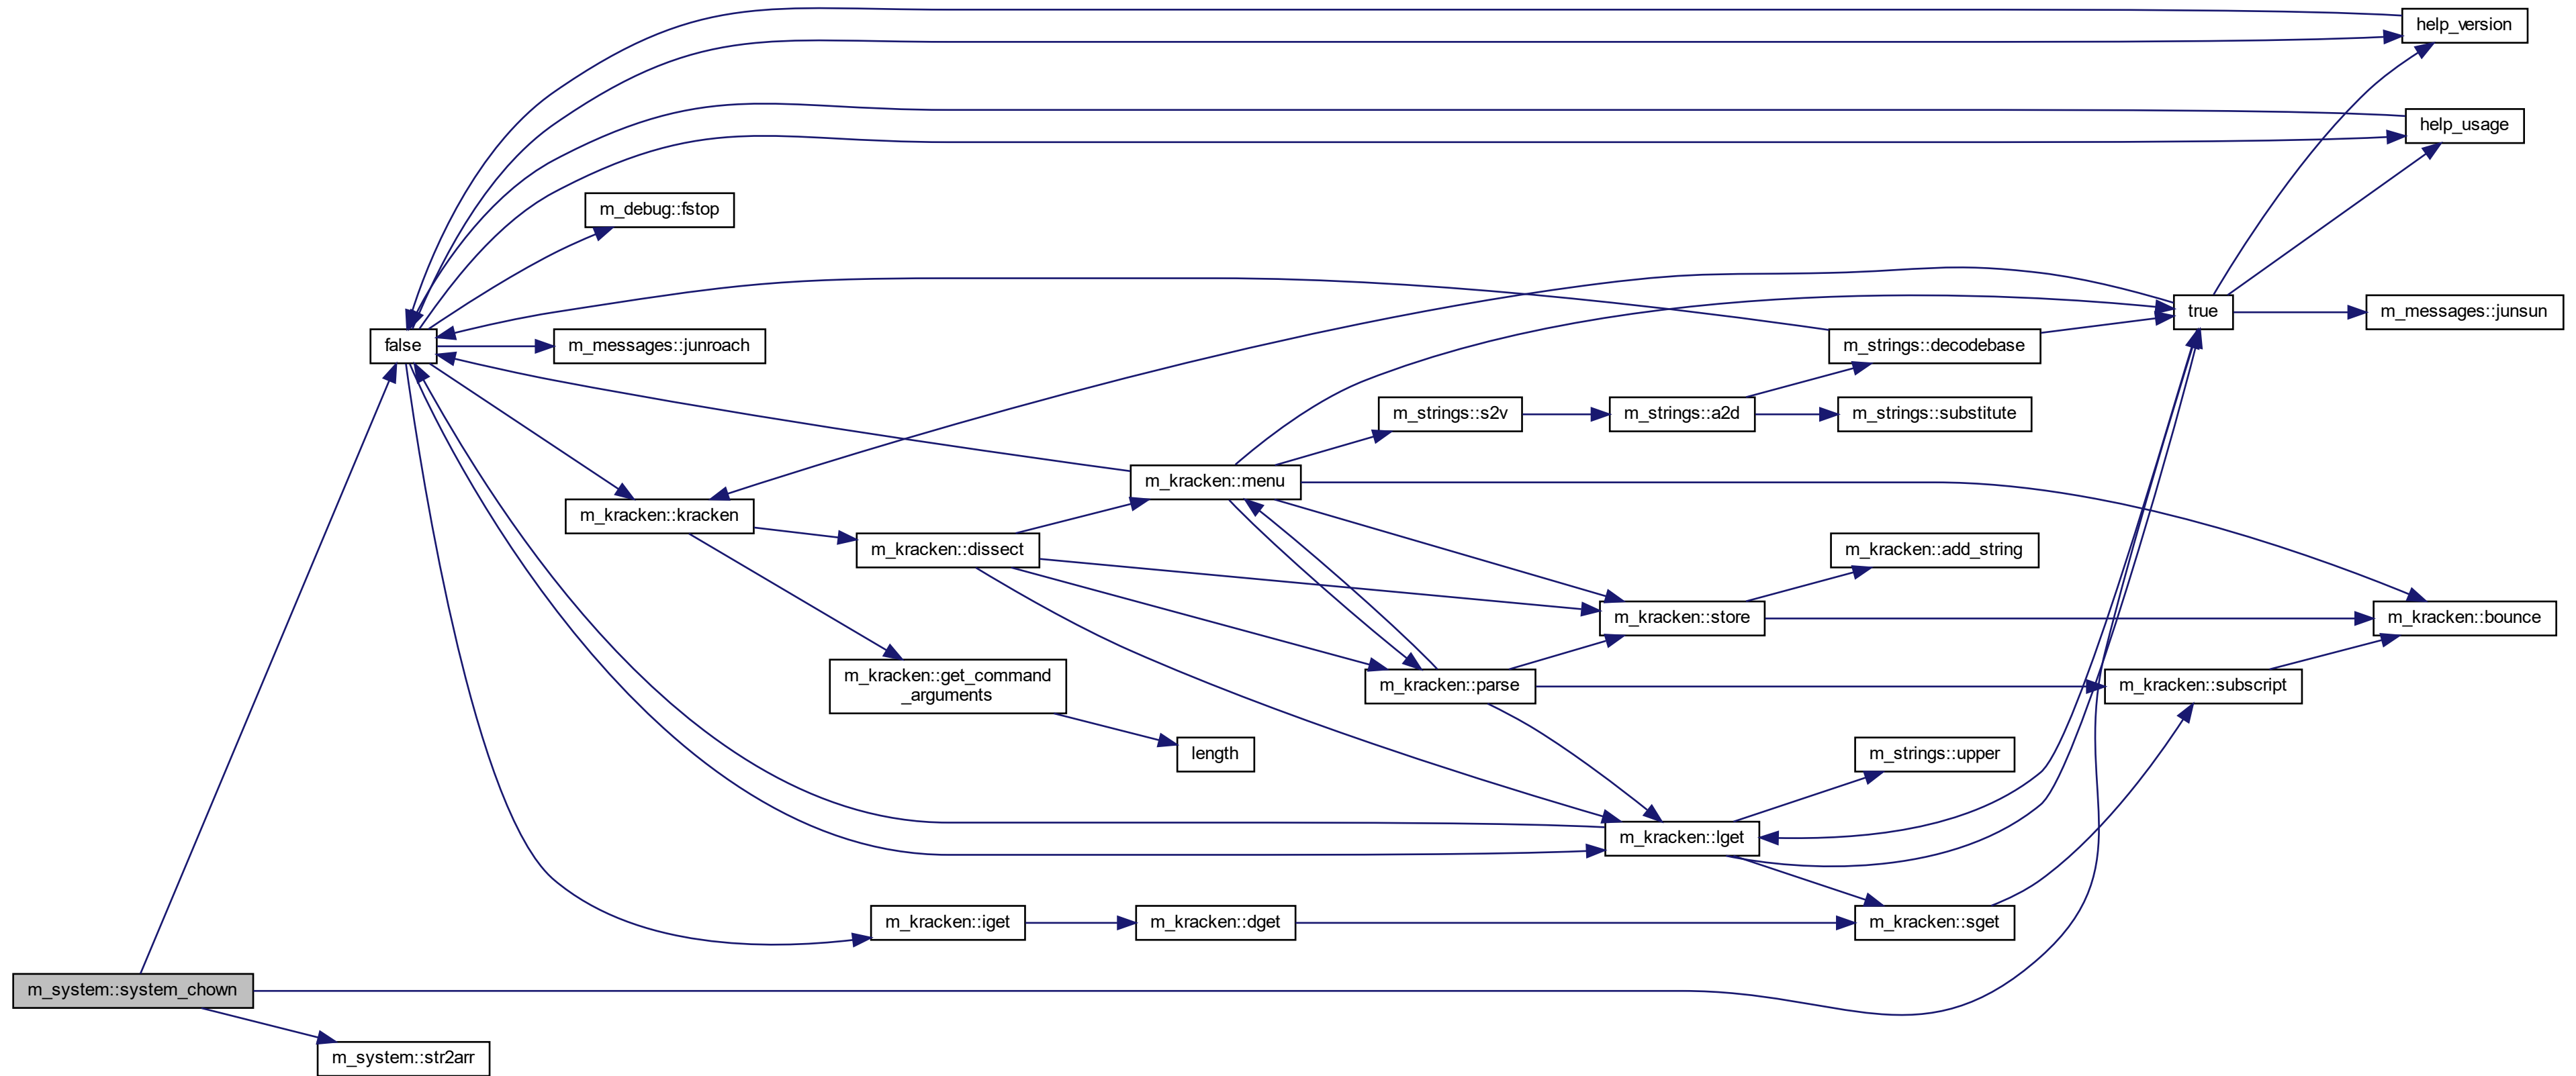 help_version
help_usage
m_debug::fstop
true
m_messages::junsun
false
m_messages::junroach
m_strings::decodebase
m_strings::s2v
m_strings::a2d
m_strings::substitute
m_kracken::menu
m_kracken::kracken
m_kracken::dissect
m_kracken::add_string
m_kracken::store
m_kracken::bounce
m_kracken::get_command
_arguments
m_kracken::parse
m_kracken::subscript
length
m_strings::upper
m_kracken::lget
m_kracken::iget
m_kracken::dget
m_kracken::sget
m_system::system_chown
m_system::str2arr